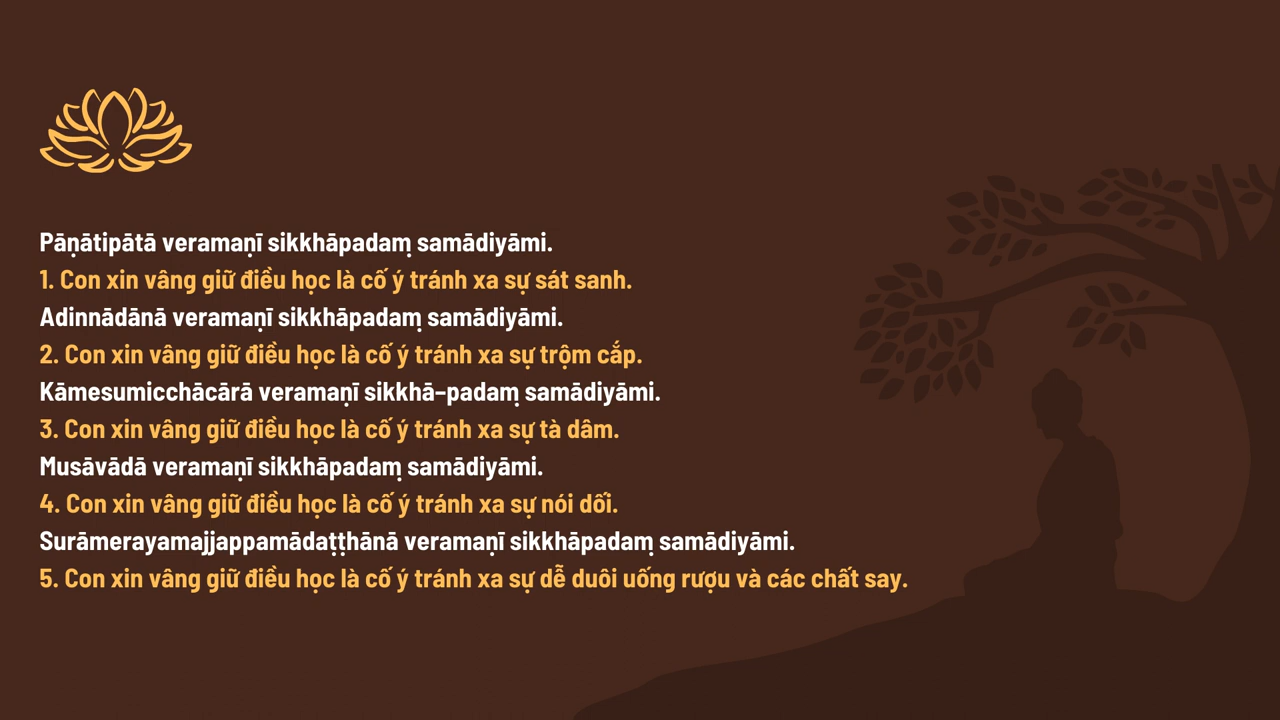 Pāṇātipātā veramaṇī sikkhāpadaṃ samādiyāmi.
1. Con xin vâng giữ điều học là cố ý tránh xa sự sát sanh.
Adinnādānā veramaṇī sikkhāpadaṃ samādiyāmi.
2. Con xin vâng giữ điều học là cố ý tránh xa sự trộm cắp.
Kāmesumicchācārā veramaṇī sikkhā–padaṃ samādiyāmi.
3. Con xin vâng giữ điều học là cố ý tránh xa sự tà dâm.
Musāvādā veramaṇī sikkhāpadaṃ samādiyāmi.
4. Con xin vâng giữ điều học là cố ý tránh xa sự nói dối.
Surāmerayamajjappamādaṭṭhānā veramaṇī sikkhāpadaṃ samādiyāmi.
5. Con xin vâng giữ điều học là cố ý tránh xa sự dễ duôi uống rượu và các chất say.